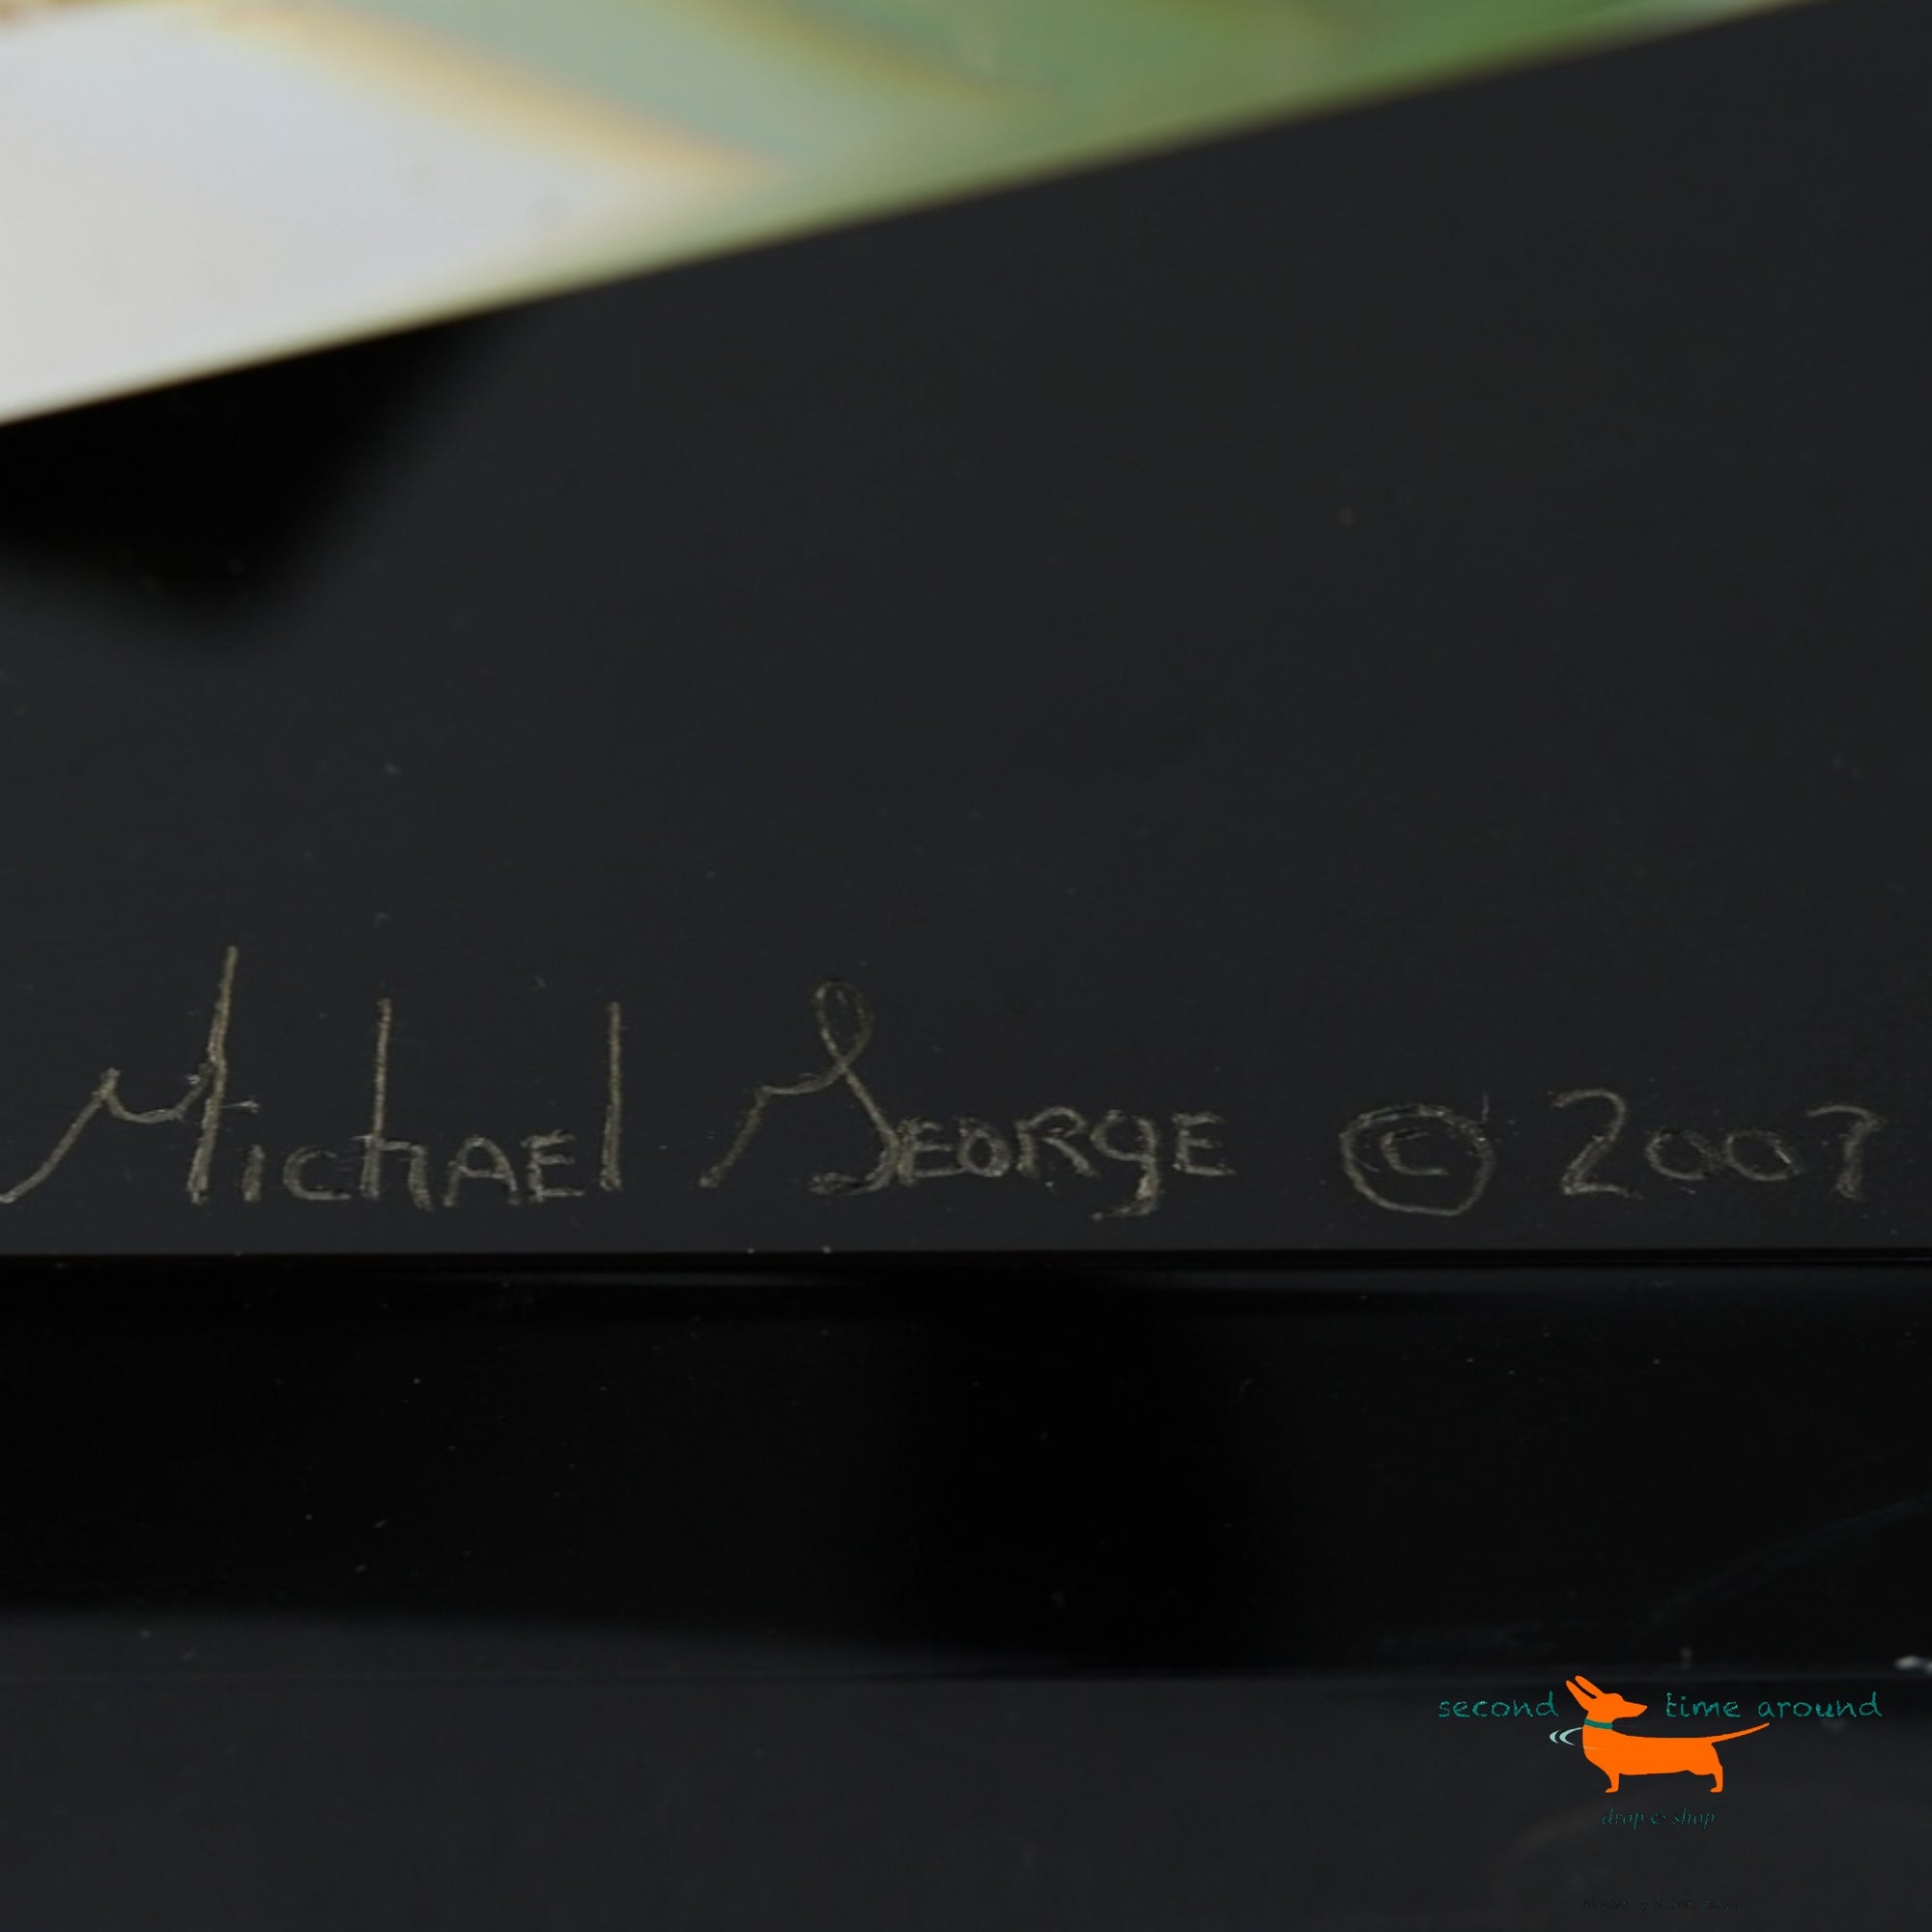 Michael George © 2007
second time around
drop & shop